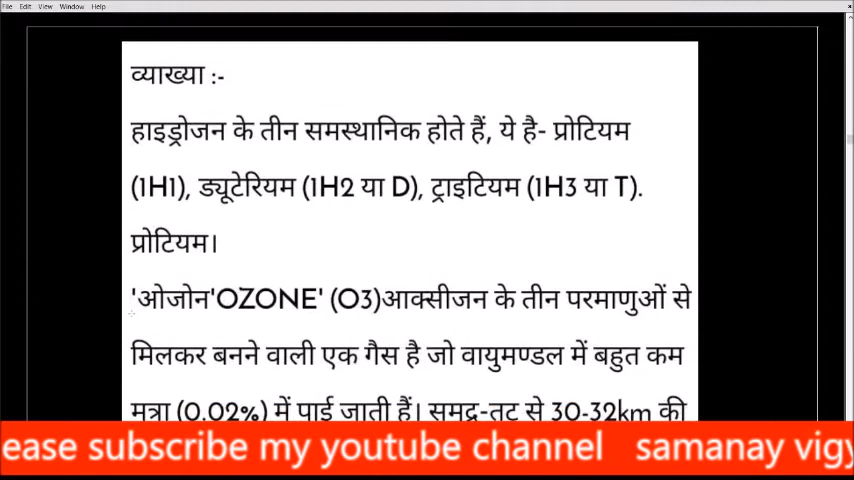 File Edit View Window Help
व्याख्या :-
हाइड्रोजन के तीन समस्थानिक होते हैं, ये है- प्रोटियम
(1H1), ड्यूटेरियम (1H2 या D), ट्राइटियम (1H3 या T).
प्रोटियम।
'ओजोन'OZONE' (O3)आक्सीजन के तीन परमाणुओं से
मिलकर बनने वाली एक गैस है जो वायुमण्डल में बहुत कम
मत्रा (0.02%) में पाई जाती हैं। समुद्र-तट से 30-32km की
ease subscribe my youtube channel samanay vigy